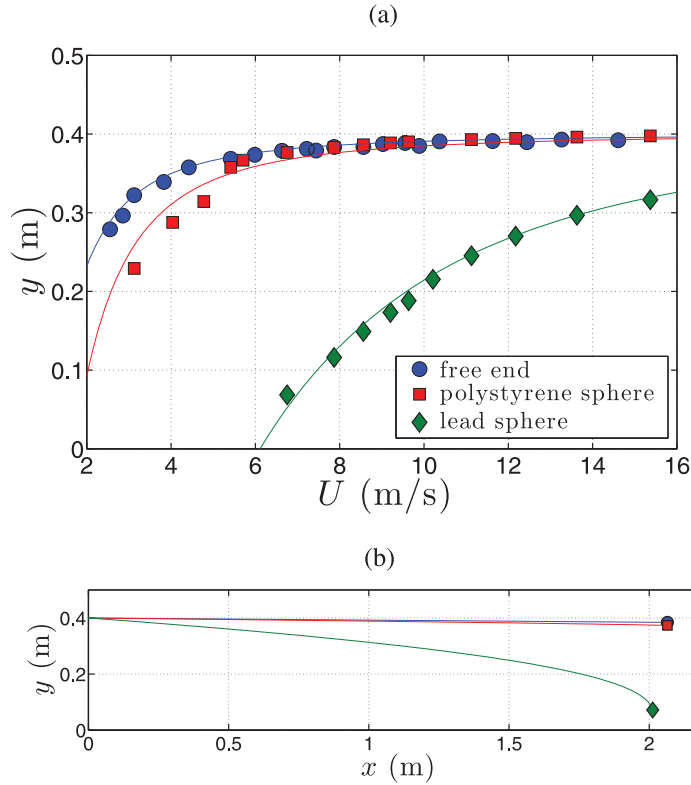 (a)
0.5
0.4
0.3
0.2
0.1
0
y (m)
free end
polystyrene sphere
lead sphere
2 4 6 8 10 12 14 16
U (m/s)
(b)
0.4
0.2
0
y (m)
0 0.5 1 1.5 2
x (m)